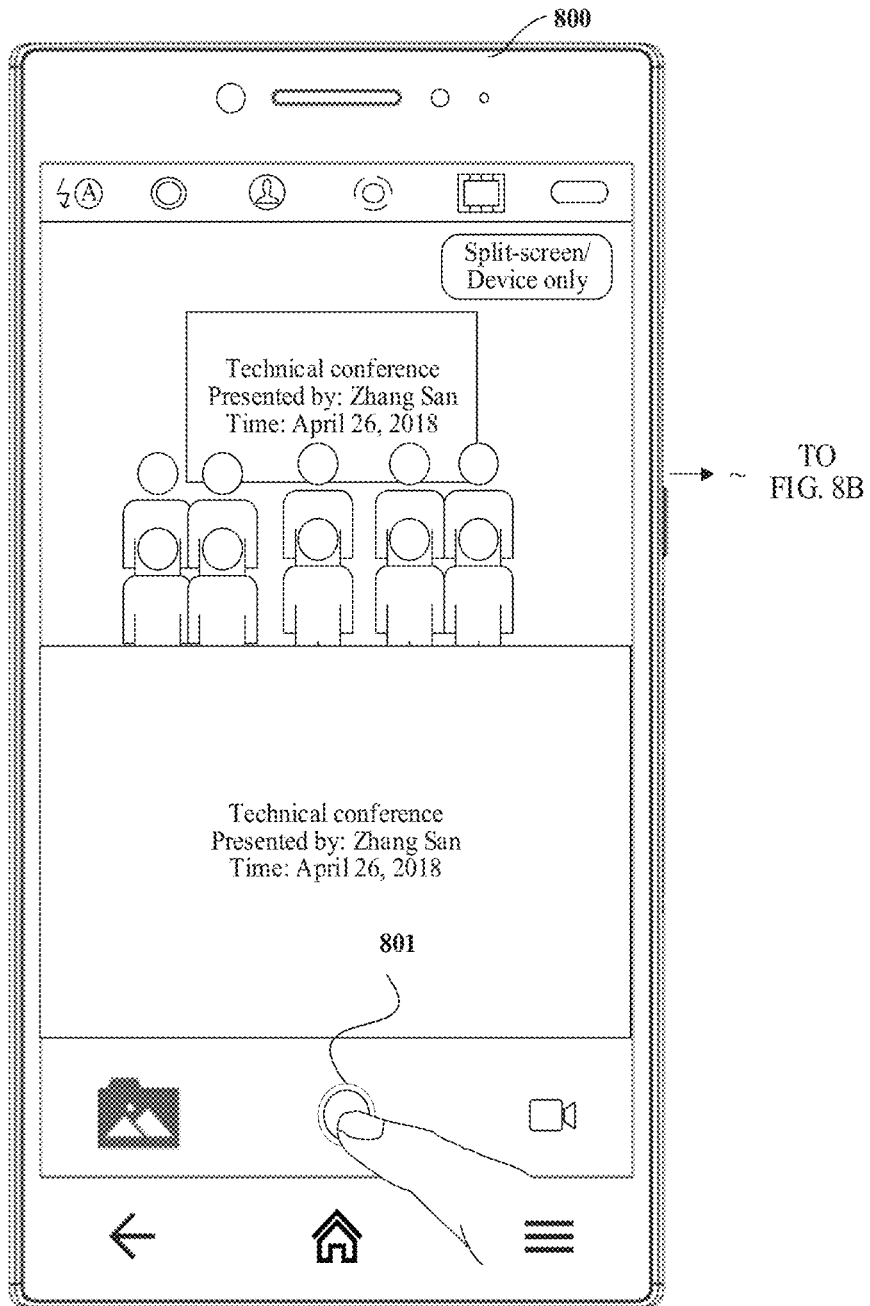 800
A
Split-screen/
Device only
Technical conference
Presented by: Zhang San
Time: April 26, 2018
TO
FIG. 8B
Technical conference
Presented by: Zhang San
Time: April 26, 2018
801